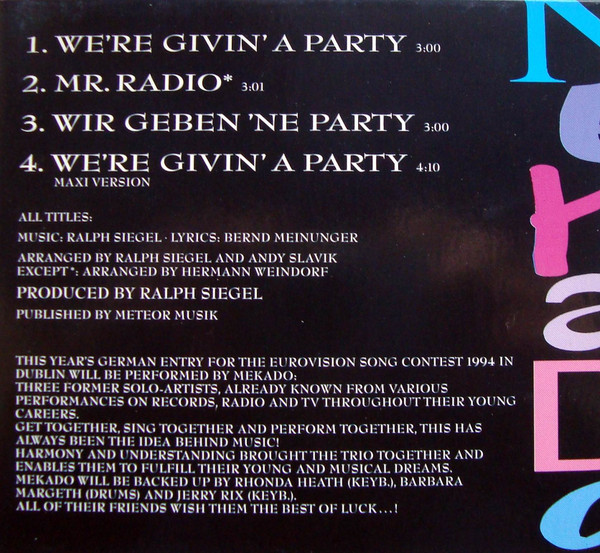 1. WE'RE GIVIN' A PARTY 3:00
2. MR. RADIO* 3:01
3. WIR GEBEN 'NE PARTY 3:00
4. WE'RE GIVIN' A PARTY 4:10
MAXI VERSION
ALL TITLES:
MUSIC: RALPH SIEGEL · LYRICS: BERND MEINUNGER
ARRANGED BY RALPH SIEGEL AND ANDY SLAVIK
EXCEPT*: ARRANGED BY HERMANN WEINDORF
PRODUCED BY RALPH SIEGEL
PUBLISHED BY METEOR MUSIK
THIS YEAR'S GERMAN ENTRY FOR THE EUROVISION SONG CONTEST 1994 IN
DUBLIN WILL BE PERFORMED BY MEKADO:
THREE FORMER SOLO-ARTISTS, ALREADY KNOWN FROM VARIOUS
PERFORMANCES ON RECORDS, RADIO AND TV THROUGHOUT THEIR YOUNG
CAREERS.
GET TOGETHER, SING TOGETHER AND PERFORM TOGETHER, THIS HAS
ALWAYS BEEN THE IDEA BEHIND MUSIC!
HARMONY AND UNDERSTANDING BROUGHT THE TRIO TOGETHER AND
ENABLES THEM TO FULFILL THEIR YOUNG AND MUSICAL DREAMS.
MEKADO WILL BE BACKED UP BY RHONDA HEATH (KEYB.), BARBARA
MARGETH (DRUMS) AND JERRY RIX (KEYB.).
ALL OF THEIR FRIENDS WISH THEM THE BEST OF LUCK...!